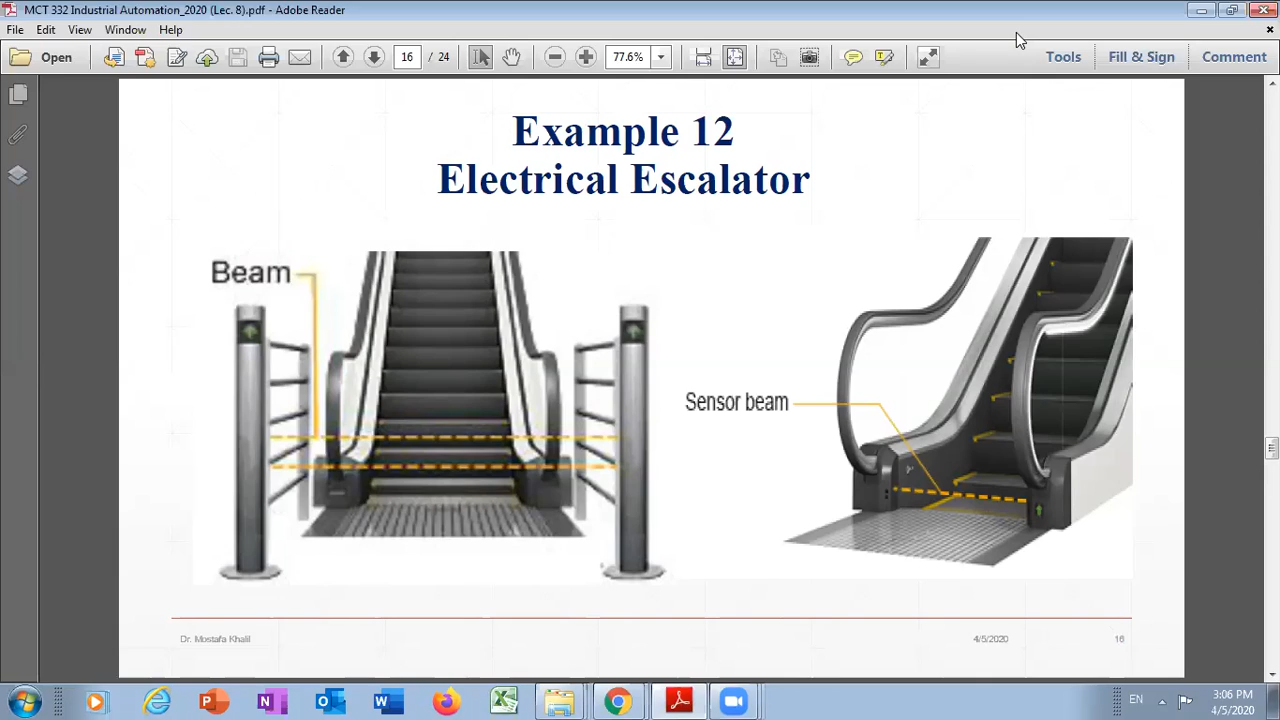 MCT 332 Industrial Automation_2020 (Lec. 8).pdf - Adobe Reader
File Edit View Window Help
Open 16 / 24 77.6% Tools Fill & Sign Comment
Example 12
Electrical Escalator
Beam
Sensor beam
Dr. Mostafa Khalil 4/5/2020 16
EN 3:06 PM
4/5/2020